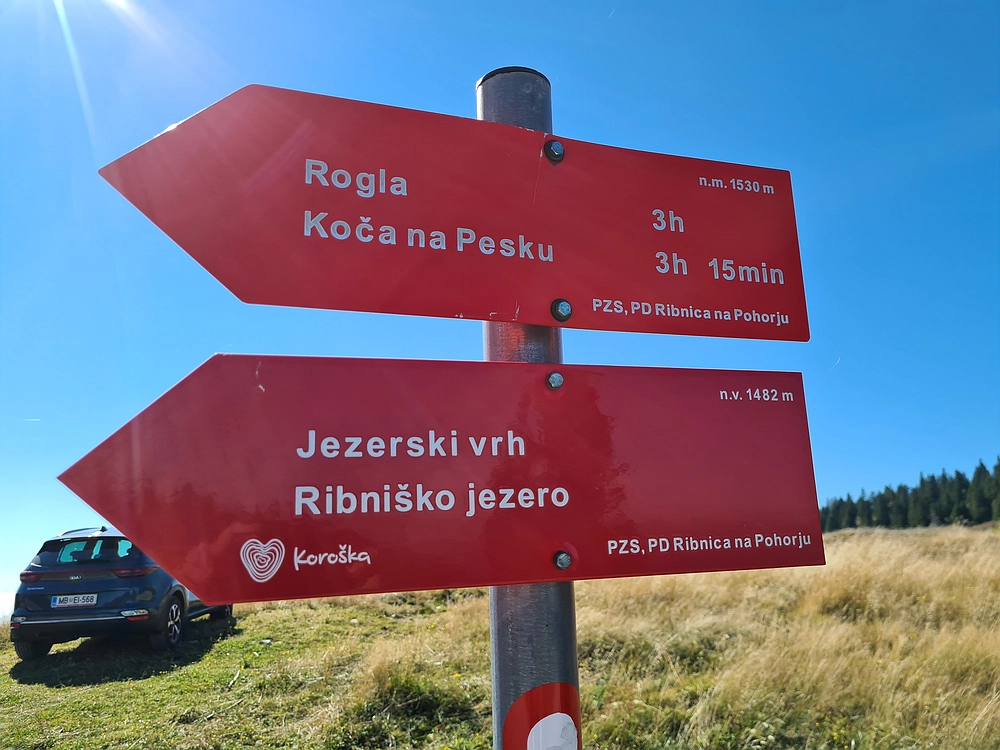 n.m. 1530 m
Rogla 3h
Koča na Pesku 3h 15min
PZS, PD Ribnica na Pohorju
n.v. 1482 m
Jezerski vrh
Ribniško jezero
Koroška
PZS, PD Ribnica na Pohorju
MB EI-568